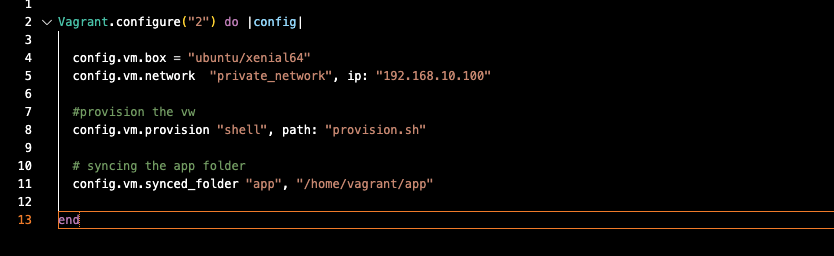 1
2 Vagrant.configure("2") do |config|
3
4 config.vm.box = "ubuntu/xenial64"
5 config.vm.network  "private_network", ip: "192.168.10.100"
6
7 #provision the vw
8 config.vm.provision "shell", path: "provision.sh"
9
10 # syncing the app folder
11 config.vm.synced_folder "app", "/home/vagrant/app"
12
13 end